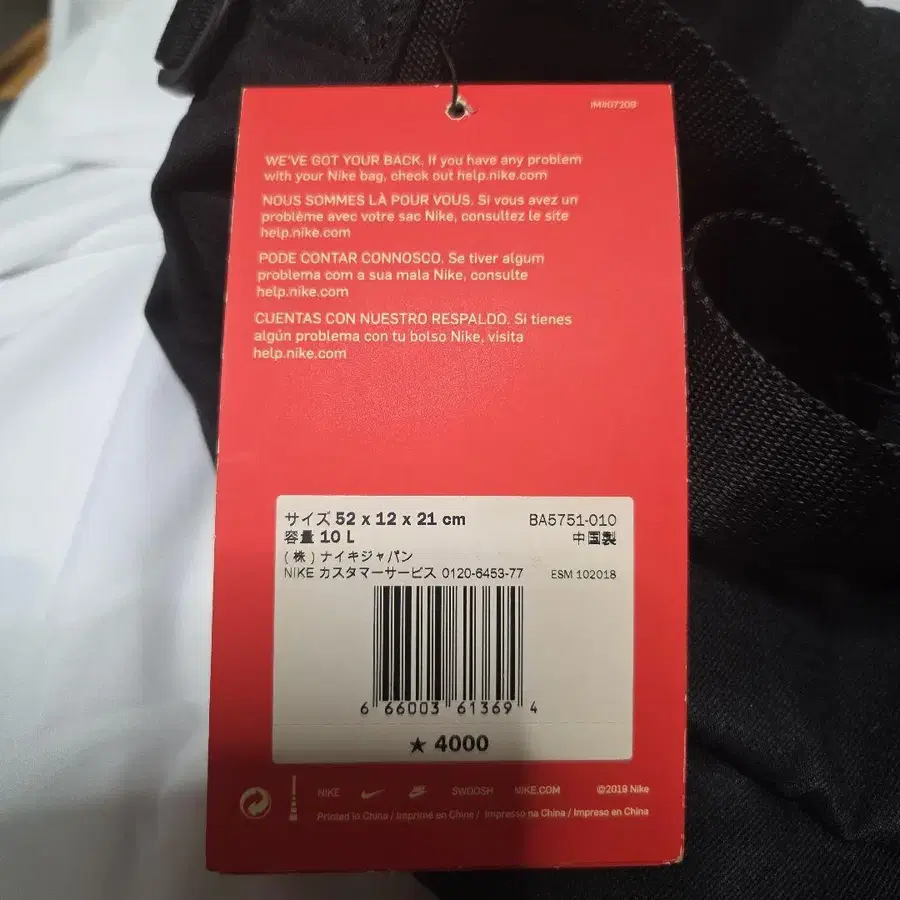 IM#07209
WE'VE GOT YOUR BACK. If you have any problem
with your Nike bag, check out help.nike.com
NOUS SOMMES LÀ POUR VOUS. Si vous avez un
problème avec votre sac Nike, consultez le site
help.nike.com
PODE CONTAR CONNOSCO. Se tiver algum
problema com a sua mala Nike, consulte
help.nike.com
CUENTAS CON NUESTRO RESPALDO. Si tienes
algún problema con tu bolso Nike, visita
help.nike.com
サイズ 52 x 12 x 21 cm BA5751-010
容量 10 L 中国製
(株)ナイキジャパン
NIKE カスタマーサービス 0120-6453-77 ESM 102018
6 66003 61369 4
★ 4000
NIKE SWOOSH NIKE.COM ©2018 Nike
Printed in China / Imprimé en Chine / Impresso na China / Impreso en China